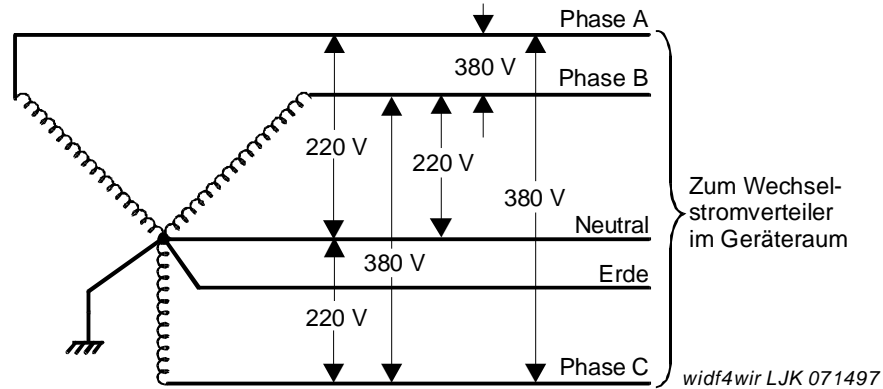 Phase A
380 V
Phase B
220 V
220 V
380 V
Zum Wechsel-
stromverteiler
im Geräteraum
Neutral
380 V
Erde
220 V
Phase C
widf4wir LJK 071497